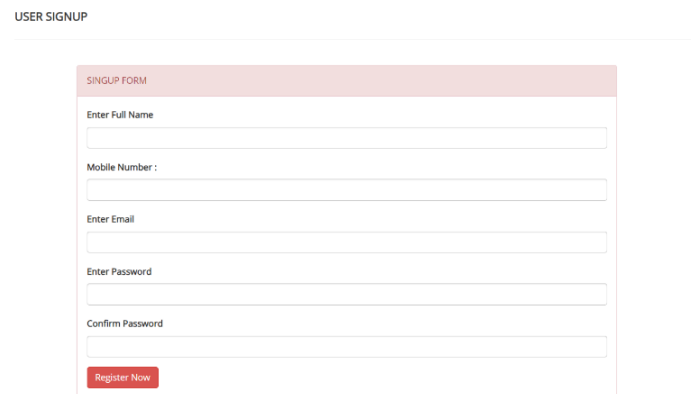 USER SIGNUP
SINGUP FORM
Enter Full Name
Mobile Number :
Enter Email
Enter Password
Confirm Password
Register Now